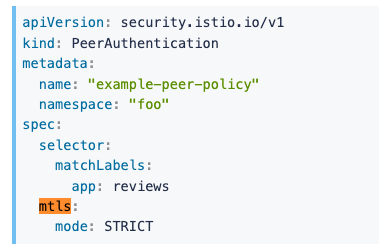 apiVersion: security.istio.io/v1
kind: PeerAuthentication
metadata:
  name: "example-peer-policy"
  namespace: "foo"
spec:
  selector:
    matchLabels:
      app: reviews
  mtls:
    mode: STRICT